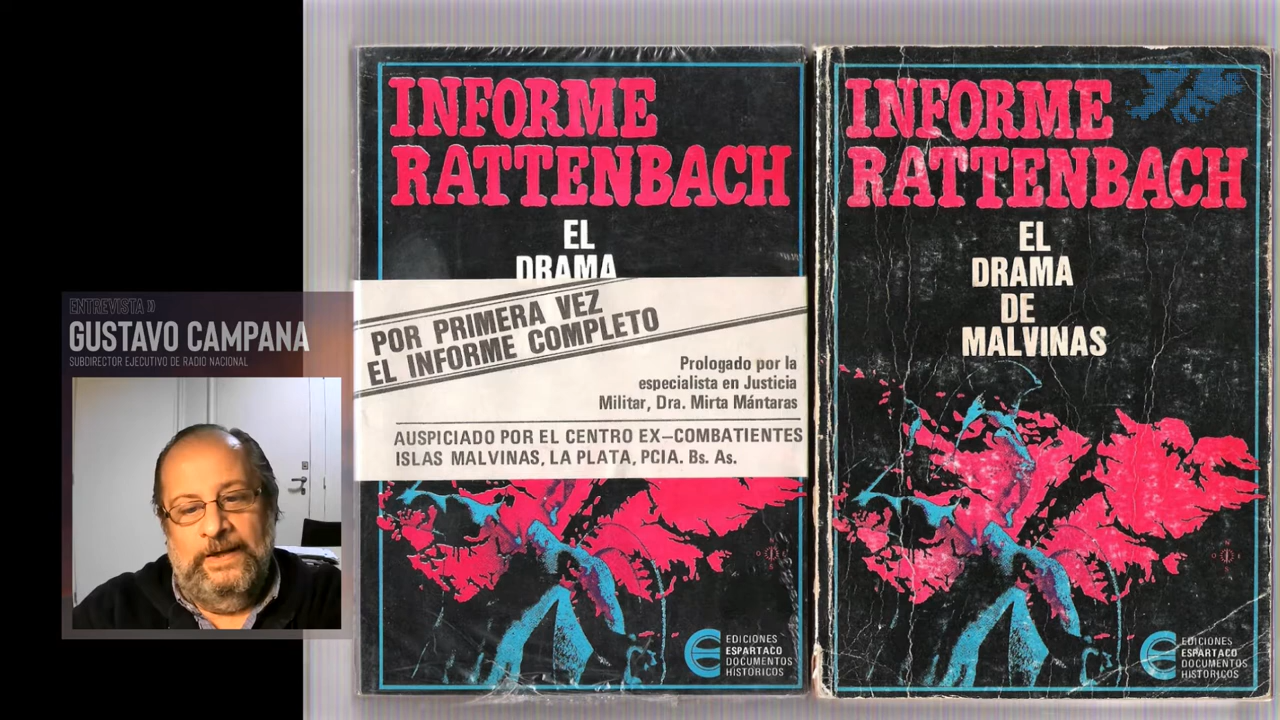 ENTREVISTA »
GUSTAVO CAMPANA
SUBDIRECTOR EJECUTIVO DE RADIO NACIONAL
INFORME
RATTENBACH
EL
DRAMA
POR PRIMERA VEZ
EL INFORME COMPLETO
Prologado por la
especialista en Justicia
Militar, Dra. Mirta Mántaras
AUSPICIADO POR EL CENTRO EX–COMBATIENTES
ISLAS MALVINAS, LA PLATA, PCIA. Bs. As.
EDICIONES
ESPARTACO
DOCUMENTOS
HISTORICOS
INFORME
RATTENBACH
EL
DRAMA
DE
MALVINAS
EDICIONES
ESPARTACO
DOCUMENTOS
HISTORICOS